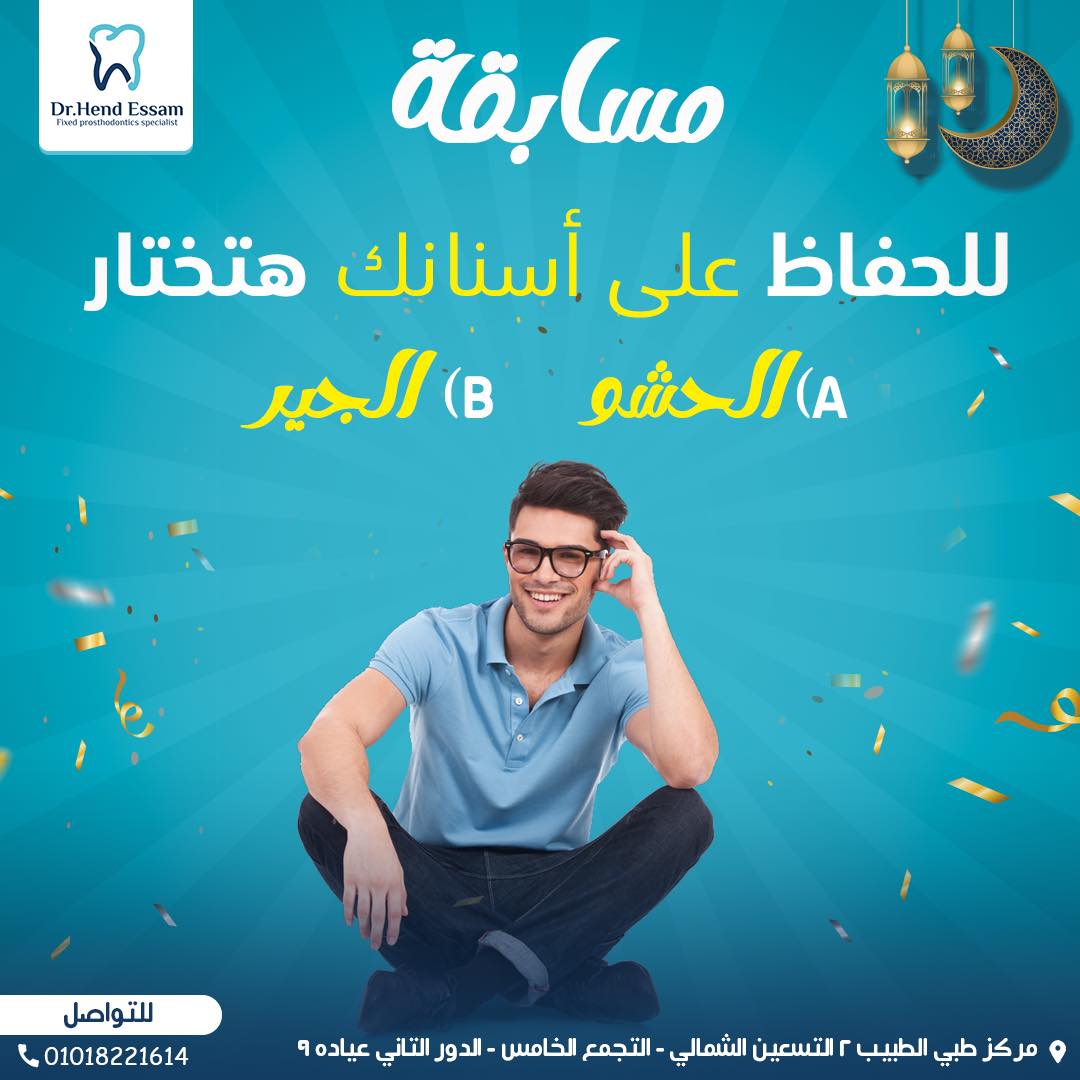 Dr.Hend Essam
Fixed prosthodontics specialist
مسابقة
للحفاظ على أسنانك هتختار
A) الحشو B) الجير
للتواصل
01018221614
مركز طبي الطبيب ٢ التسعين الشمالي - التجمع الخامس - الدور التاني عياده ٩